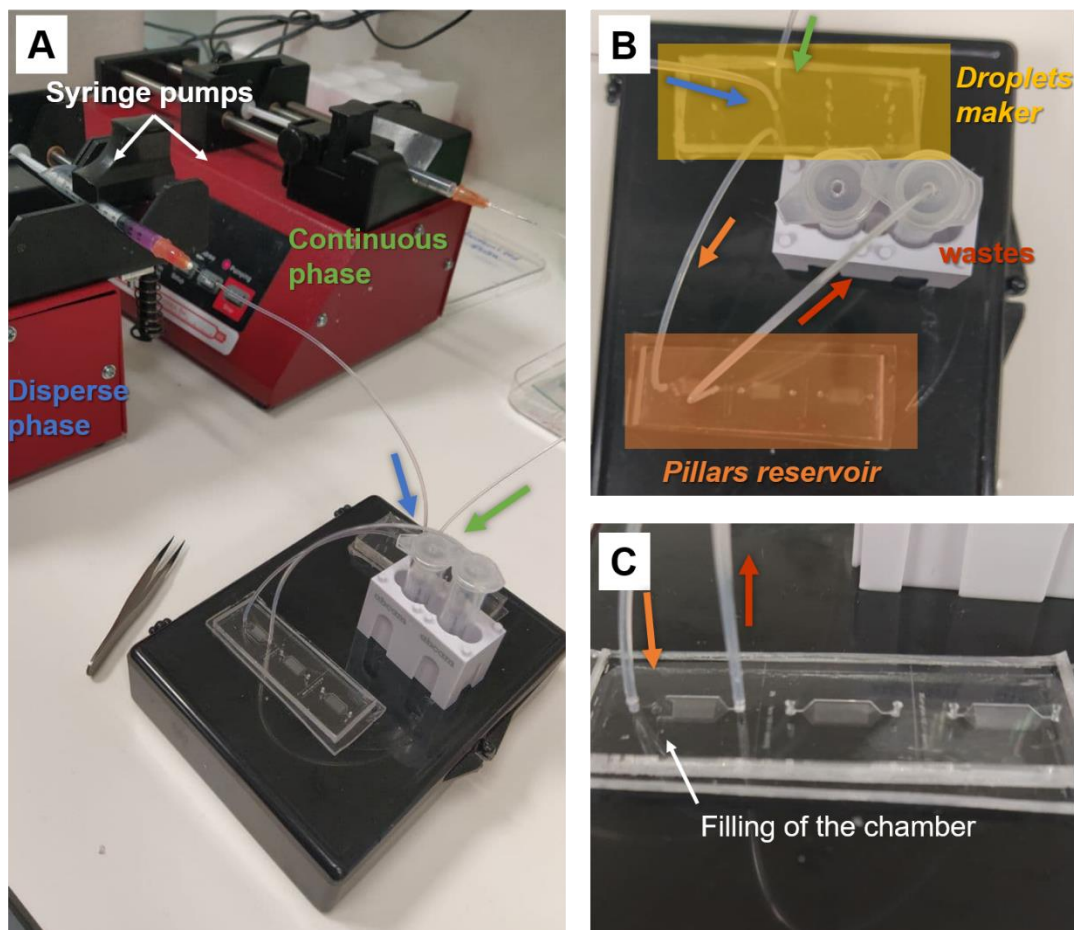 A
Syringe pumps
Continuous
phase
Disperse
phase
B
Droplets
maker
wastes
Pillars reservoir
C
Filling of the chamber